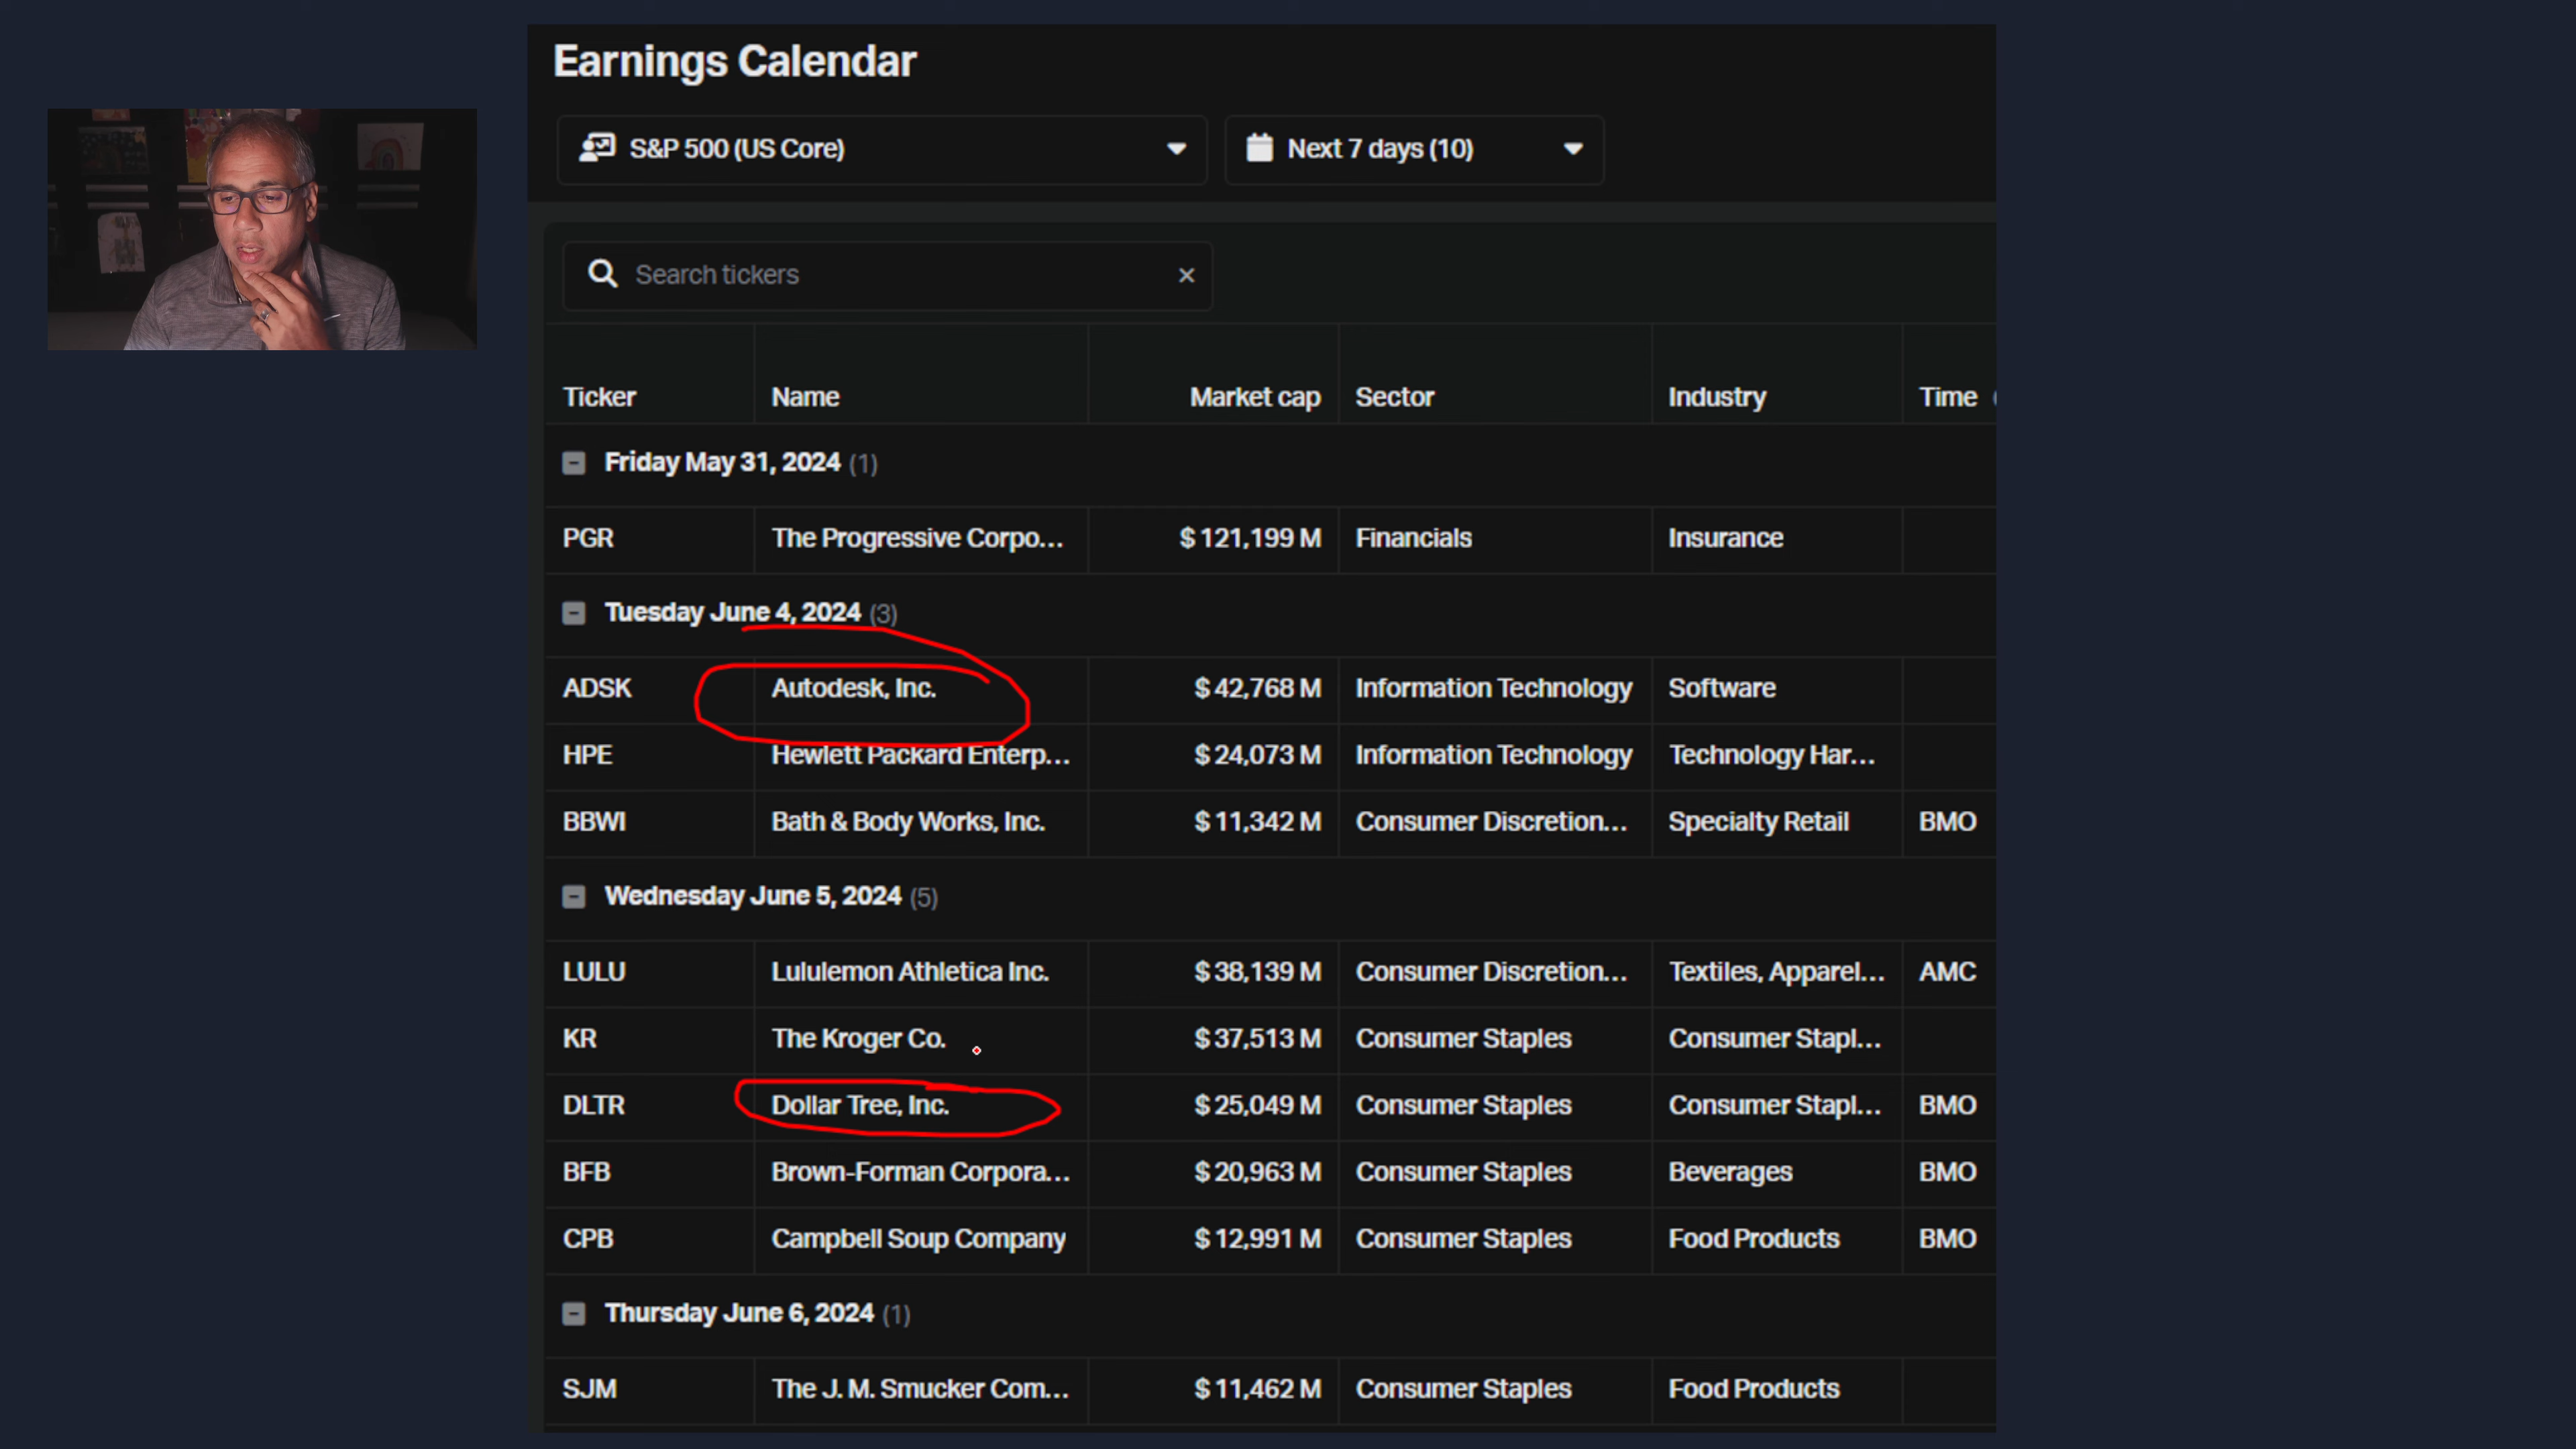 Earnings Calendar
S&P 500 (US Core)
Next 7 days (10)
Search tickers
Ticker Name Market cap Sector Industry Time
Friday May 31, 2024 (1)
PGR The Progressive Corpo... $ 121,199 M Financials Insurance
Tuesday June 4, 2024 (3)
ADSK Autodesk, Inc. $ 42,768 M Information Technology Software
HPE Hewlett Packard Enterp... $ 24,073 M Information Technology Technology Har...
BBWI Bath & Body Works, Inc. $ 11,342 M Consumer Discretion... Specialty Retail BMO
Wednesday June 5, 2024 (5)
LULU Lululemon Athletica Inc. $ 38,139 M Consumer Discretion... Textiles, Apparel... AMC
KR The Kroger Co. $ 37,513 M Consumer Staples Consumer Stapl...
DLTR Dollar Tree, Inc. $ 25,049 M Consumer Staples Consumer Stapl... BMO
BFB Brown-Forman Corpora... $ 20,963 M Consumer Staples Beverages BMO
CPB Campbell Soup Company $ 12,991 M Consumer Staples Food Products BMO
Thursday June 6, 2024 (1)
SJM The J. M. Smucker Com... $ 11,462 M Consumer Staples Food Products